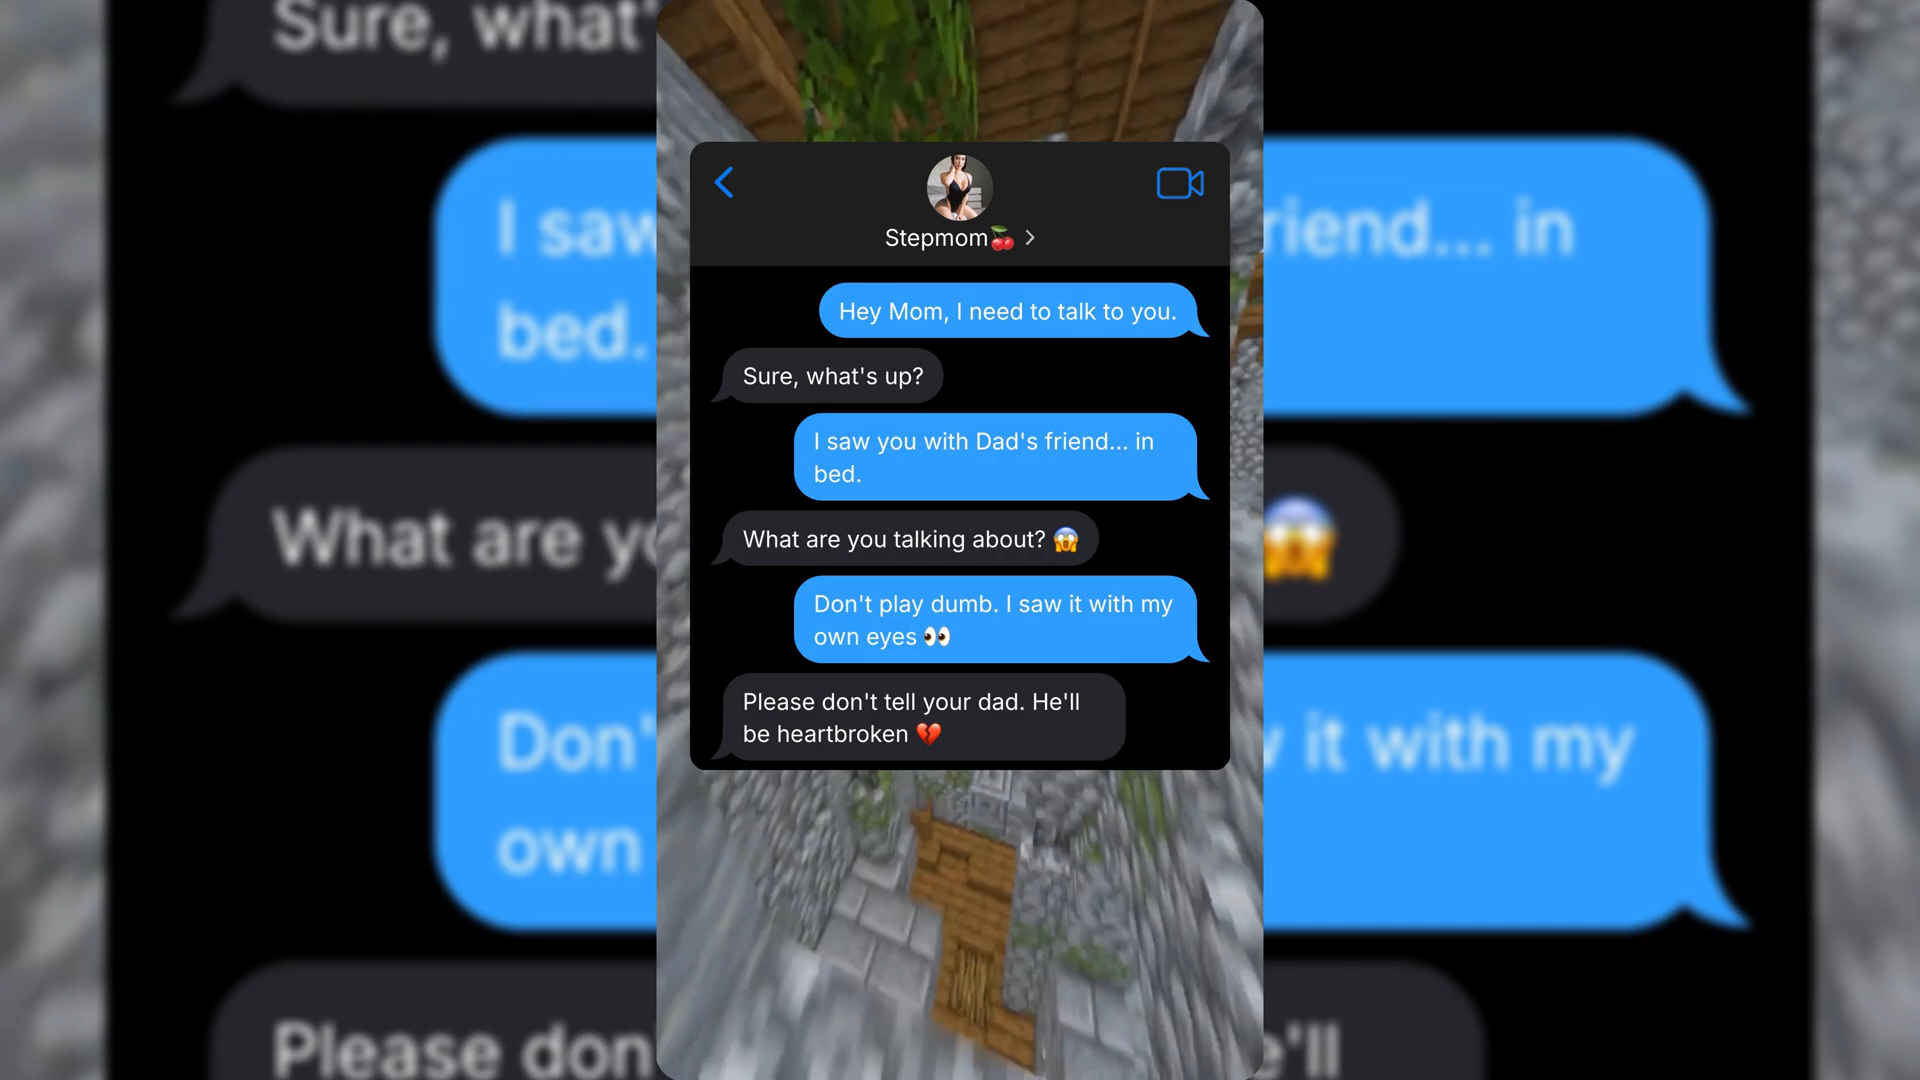 Stepmom🍒
Hey Mom, I need to talk to you.
Sure, what's up?
I saw you with Dad's friend... in
bed.
What are you talking about? 😱
Don't play dumb. I saw it with my
own eyes 👀
Please don't tell your dad. He'll
be heartbroken 💔